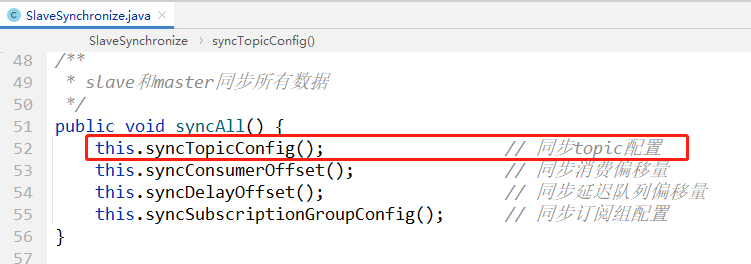 SlaveSynchronize.java ×
SlaveSynchronize › syncTopicConfig()
48 /**
49 * slave和master同步所有数据
50 */
51 public void syncAll() {
52 this.syncTopicConfig(); // 同步topic配置
53 this.syncConsumerOffset(); // 同步消费偏移量
54 this.syncDelayOffset(); // 同步延迟队列偏移量
55 this.syncSubscriptionGroupConfig(); // 同步订阅组配置
56 }
57